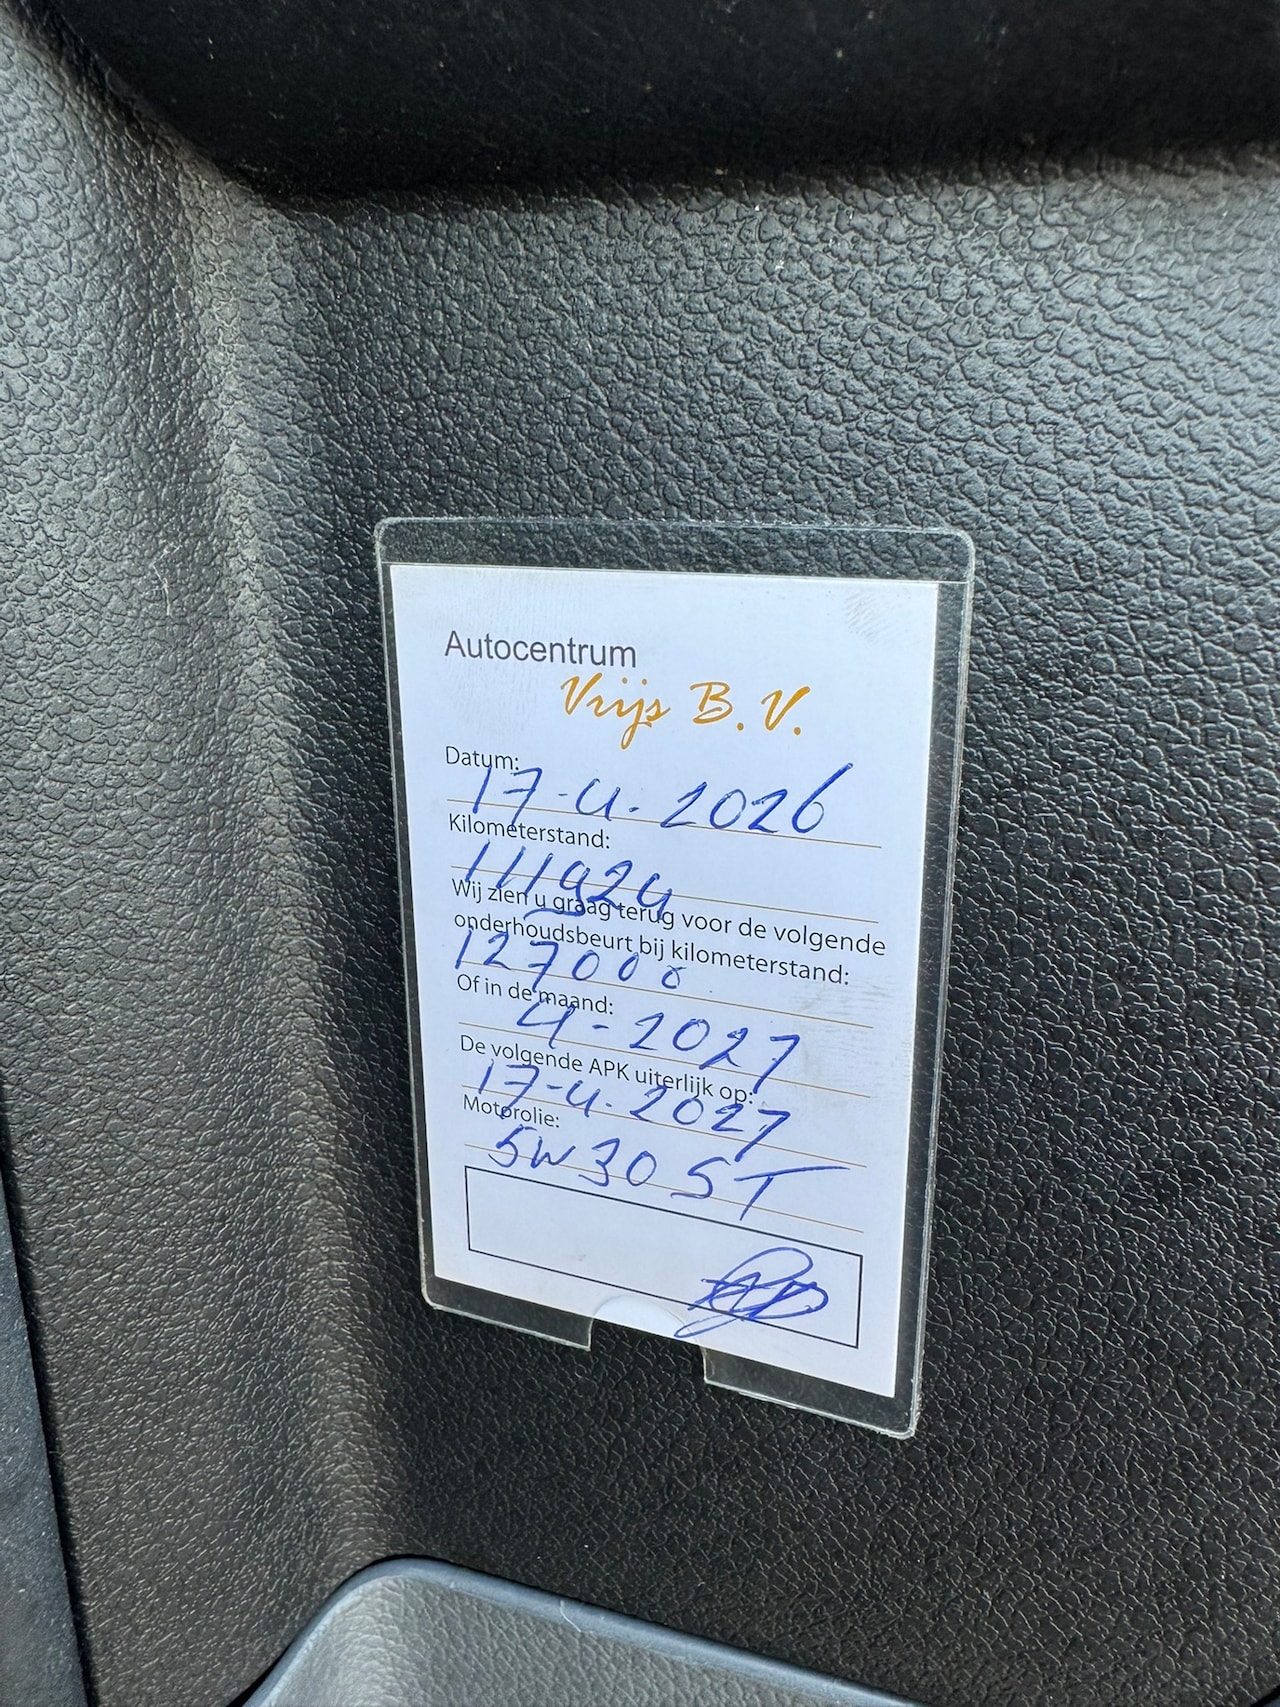 Autocentrum
Vrijs B.V.
Datum:
17-4-2026
Kilometerstand:
111924
Wij zien u graag terug voor de volgende
onderhoudsbeurt bij kilometerstand:
127000
Of in de maand:
4-2027
De volgende APK uiterlijk op:
17-4-2027
Motorolie:
5W30 ST